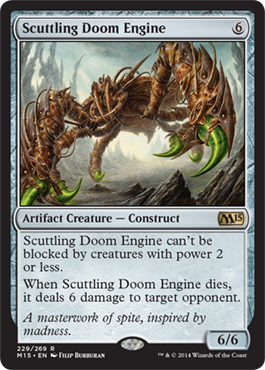 Scuttling Doom Engine 6
Artifact Creature — Construct M15
Scuttling Doom Engine can't be
blocked by creatures with power 2
or less.
When Scuttling Doom Engine dies,
it deals 6 damage to target opponent.
A masterwork of spite, inspired by
madness.
6/6
229/269 R
M15 • EN Filip Burburan
™ & © 2014 Wizards of the Coast